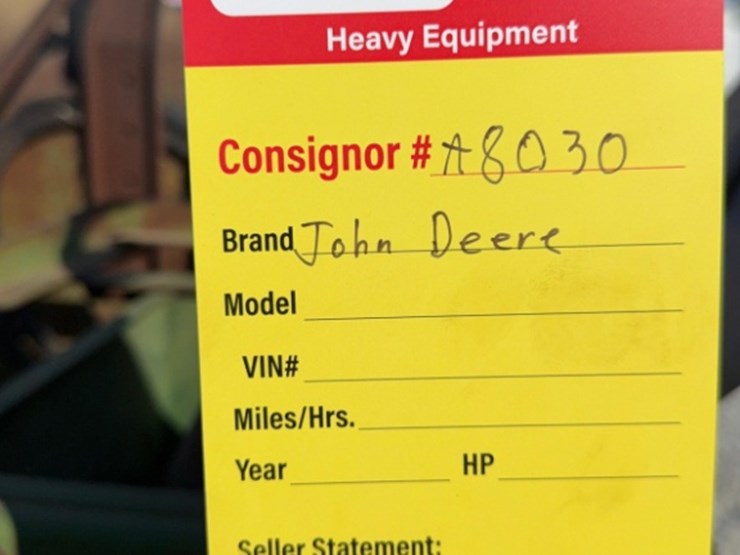 Heavy Equipment
Consignor # A8030
Brand John Deere
Model
VIN#
Miles/Hrs.
Year HP
Seller Statement: